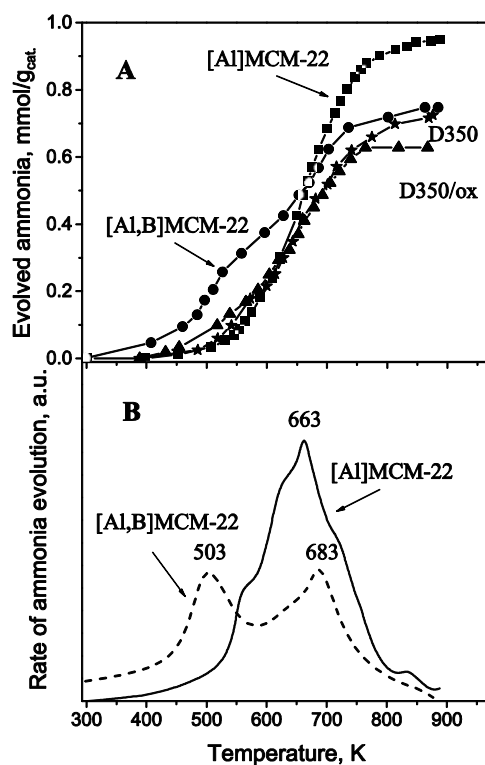 Evolved ammonia, mmol/gcat.
1.0
0.8
0.6
0.4
0.2
0.0
A
[Al]MCM-22
D350
D350/ox
[Al,B]MCM-22
Rate of ammonia evolution, a.u.
B
663
[Al]MCM-22
[Al,B]MCM-22
503
683
300 400 500 600 700 800 900
Temperature, K